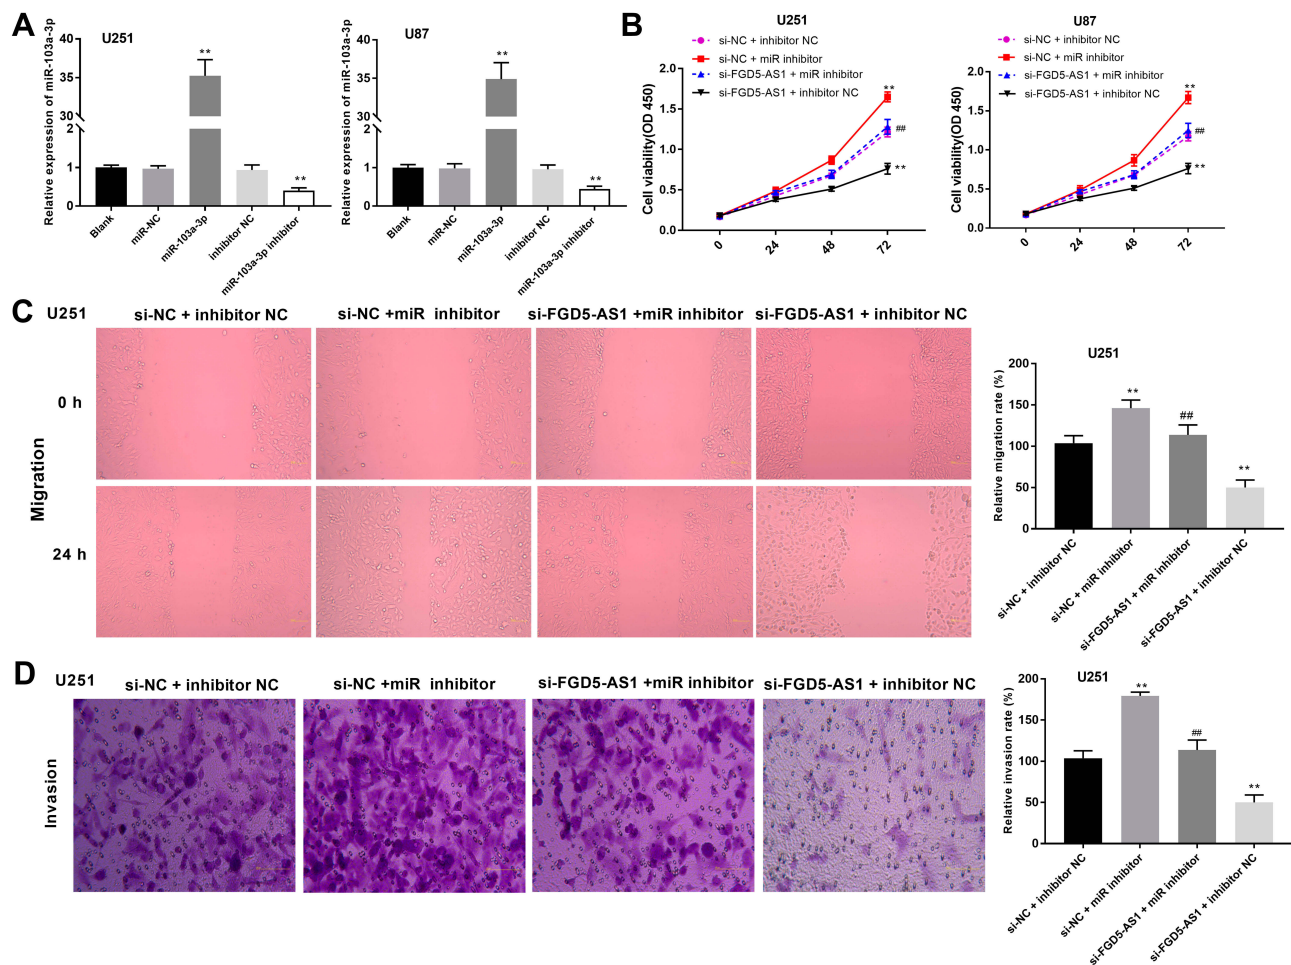 A
U251
Relative expression of miR-103a-3p
40
35
30
2
1
0
**
**
Blank
miR-NC
miR-103a-3p
inhibitor NC
miR-103a-3p inhibitor
U87
Relative expression of miR-103a-3p
40
35
30
2
1
0
**
**
Blank
miR-NC
miR-103a-3p
inhibitor NC
miR-103a-3p inhibitor
B
U251
si-NC + inhibitor NC
si-NC + miR inhibitor
si-FGD5-AS1 + miR inhibitor
si-FGD5-AS1 + inhibitor NC
Cell viability(OD 450)
2.0
1.5
1.0
0.5
0.0
**
##
**
0
24
48
72
U87
si-NC + inhibitor NC
si-NC + miR inhibitor
si-FGD5-AS1 + miR inhibitor
si-FGD5-AS1 + inhibitor NC
Cell viability(OD 450)
2.0
1.5
1.0
0.5
0.0
**
##
**
0
24
48
72
C
U251
si-NC + inhibitor NC
si-NC +miR inhibitor
si-FGD5-AS1 +miR inhibitor
si-FGD5-AS1 + inhibitor NC
Migration
0 h
24 h
U251
Relative migration rate (%)
200
150
100
50
0
**
##
**
si-NC + inhibitor NC
si-NC + miR inhibitor
si-FGD5-AS1 + miR inhibitor
si-FGD5-AS1 + inhibitor NC
D
U251
si-NC + inhibitor NC
si-NC +miR inhibitor
si-FGD5-AS1 +miR inhibitor
si-FGD5-AS1 + inhibitor NC
Invasion
U251
Relative invasion rate (%)
200
150
100
50
0
**
##
**
si-NC + inhibitor NC
si-NC + miR inhibitor
si-FGD5-AS1 + miR inhibitor
si-FGD5-AS1 + inhibitor NC